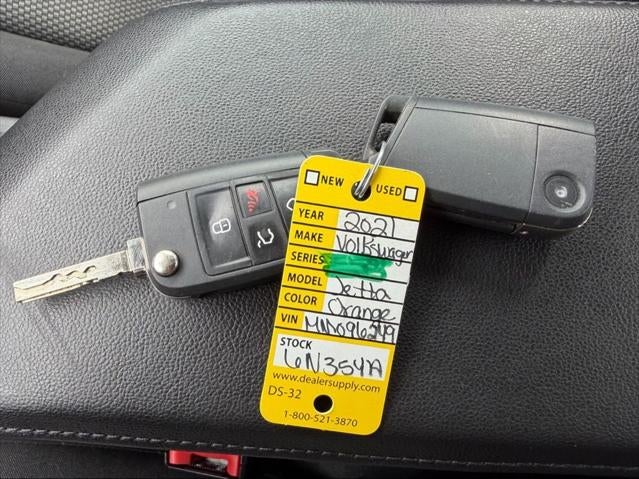 NEW USED
YEAR 2021
MAKE Volkswagen
SERIES
MODEL Jetta
COLOR Orange
VIN MM096249
STOCK
6N354A
www.dealersupply.com
DS-32
1-800-521-3870